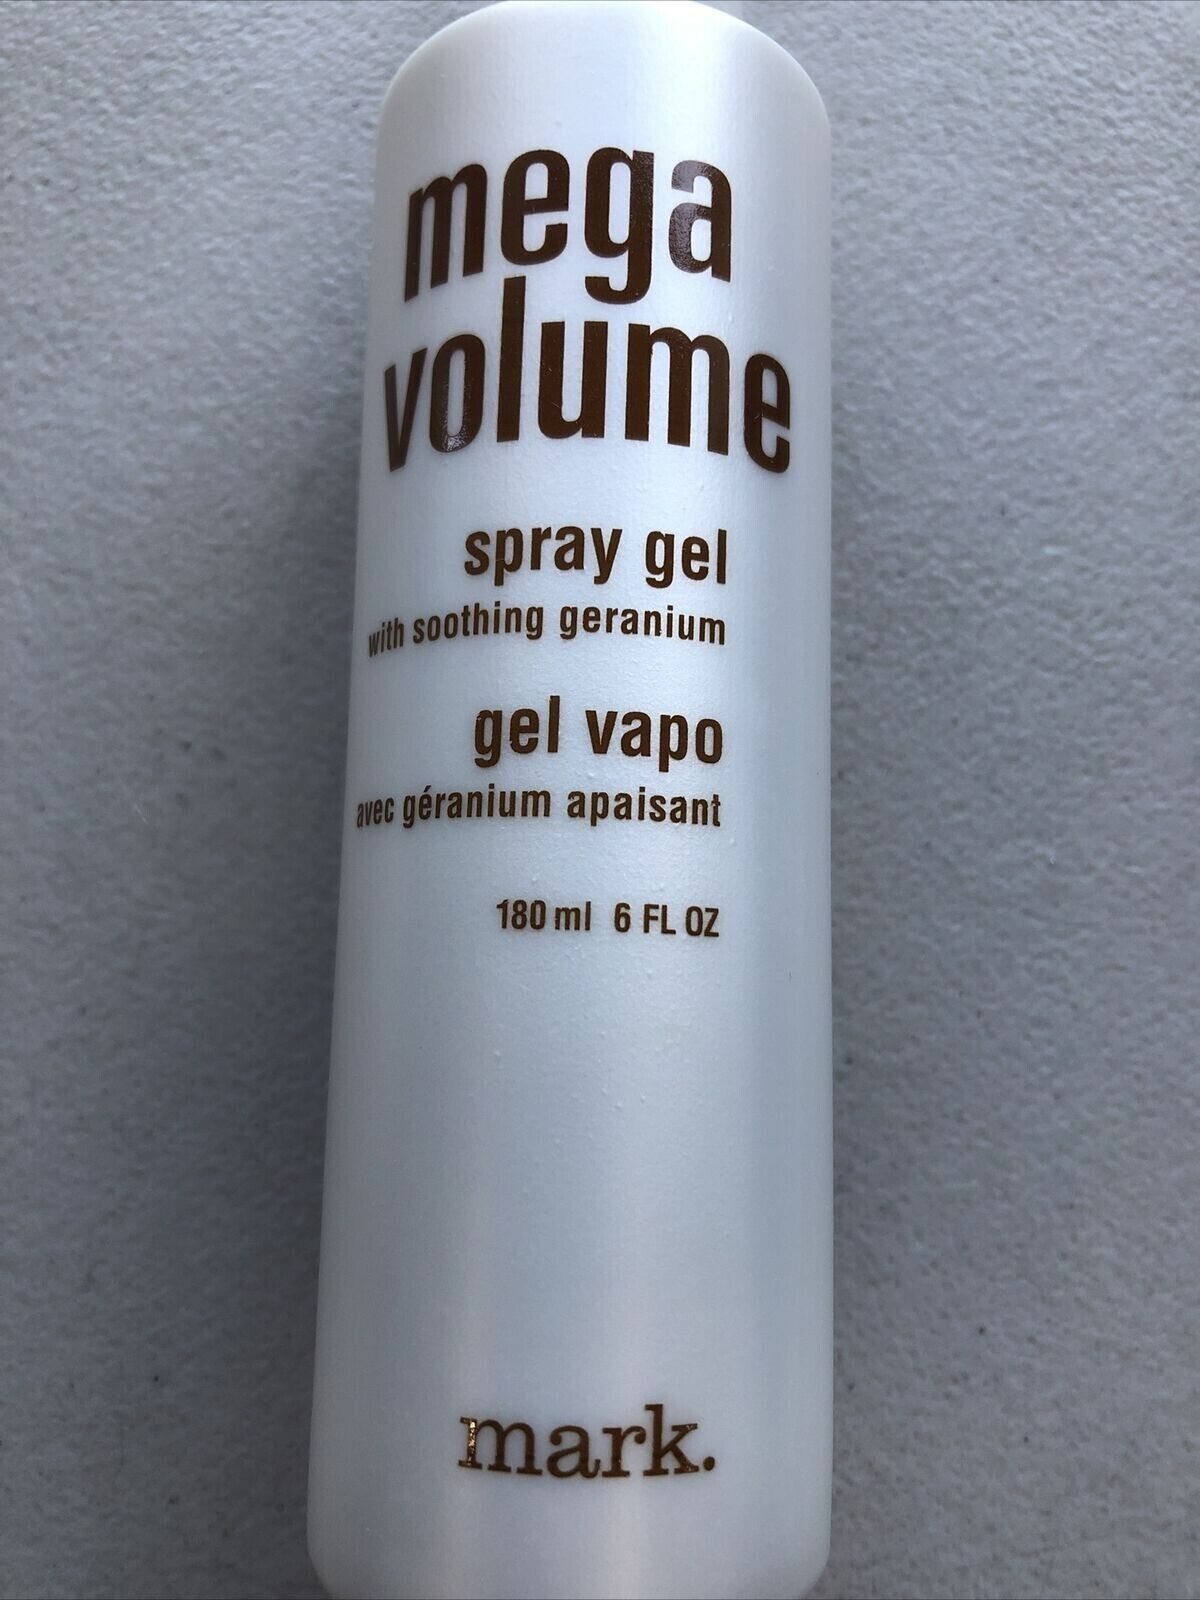 mega
volume
spray gel
with soothing geranium
gel vapo
avec géranium apaisant
180 ml 6 FL OZ
mark.